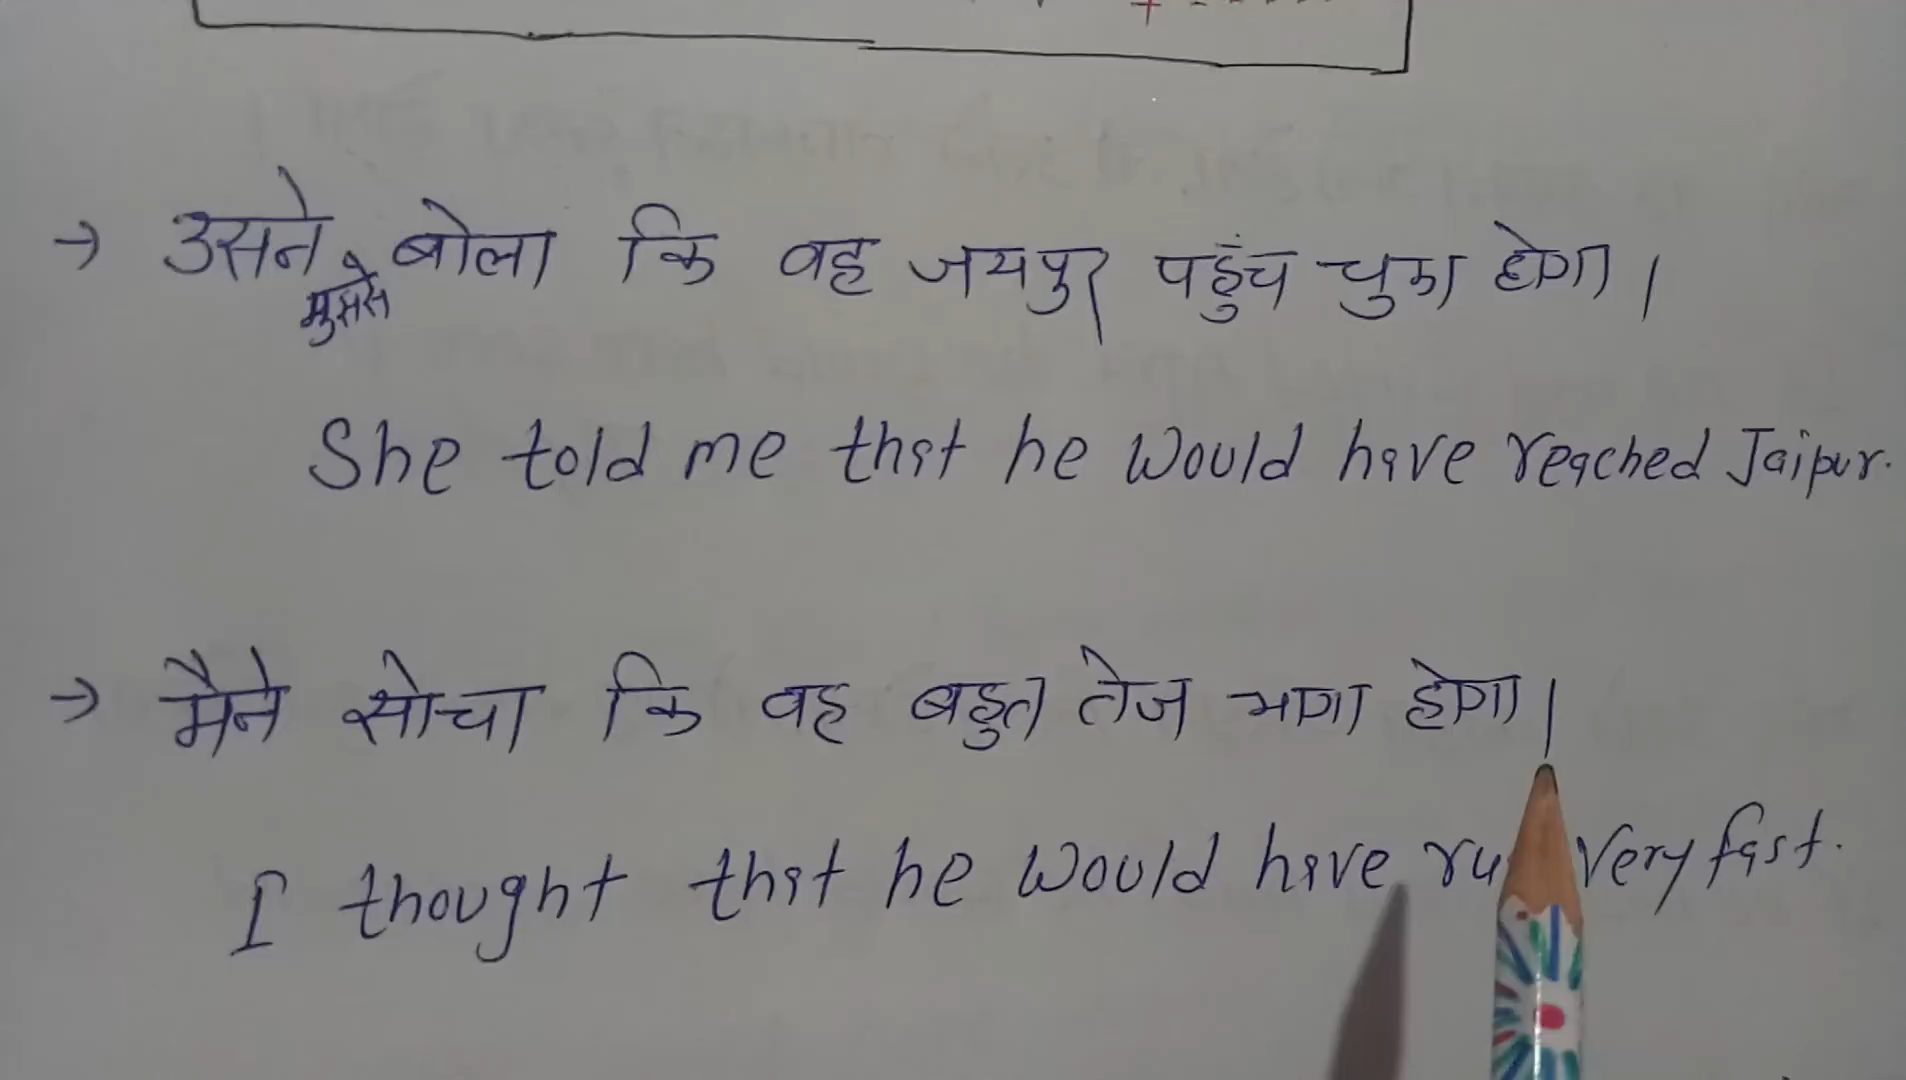 → उसने मुझसे बोला कि वह जयपुर पहुंच चुका होगा।
She told me that he would have reached Jaipur.
→ मैने सोचा कि वह बहुत तेज भागा होगा।
I thought that he would have very fast.